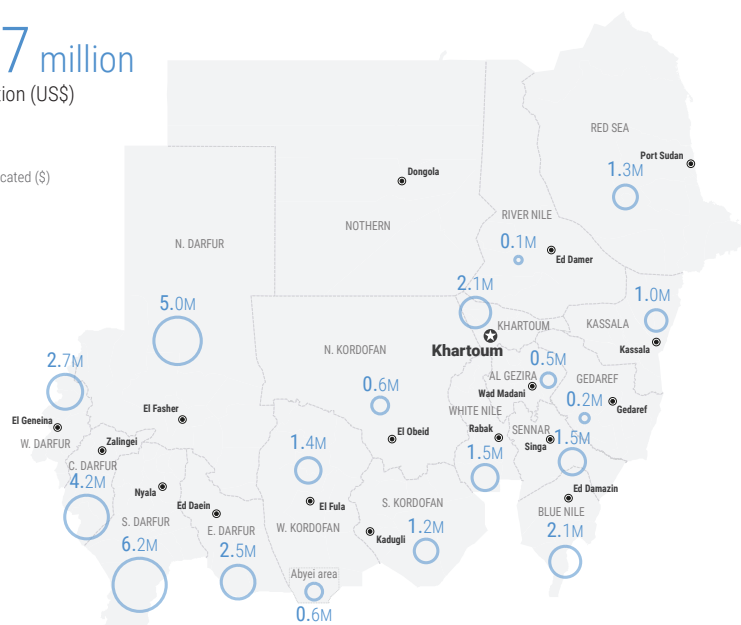 7 million
tion (US$)
cated ($)
RED SEA
Port Sudan
1.3M
Dongola
NOTHERN
RIVER NILE
0.1M
Ed Damer
N. DARFUR
5.0M
2.1M
1.0M
KHARTOUM
KASSALA
Khartoum
Kassala
N. KORDOFAN
0.5M
2.7M
AL GEZIRA
GEDAREF
0.6M
Wad Madani
0.2M
El Fasher
WHITE NILE
Gedaref
El Geneina
El Obeid
Rabak
SENNAR
W. DARFUR
Zalingei
1.4M
Singa
1.5M
C. DARFUR
1.5M
4.2M
Nyala
Ed Damazin
S. KORDOFAN
Ed Daein
El Fula
BLUE NILE
S. DARFUR
E. DARFUR
W. KORDOFAN
1.2M
Kadugli
2.1M
6.2M
2.5M
Abyei area
0.6M